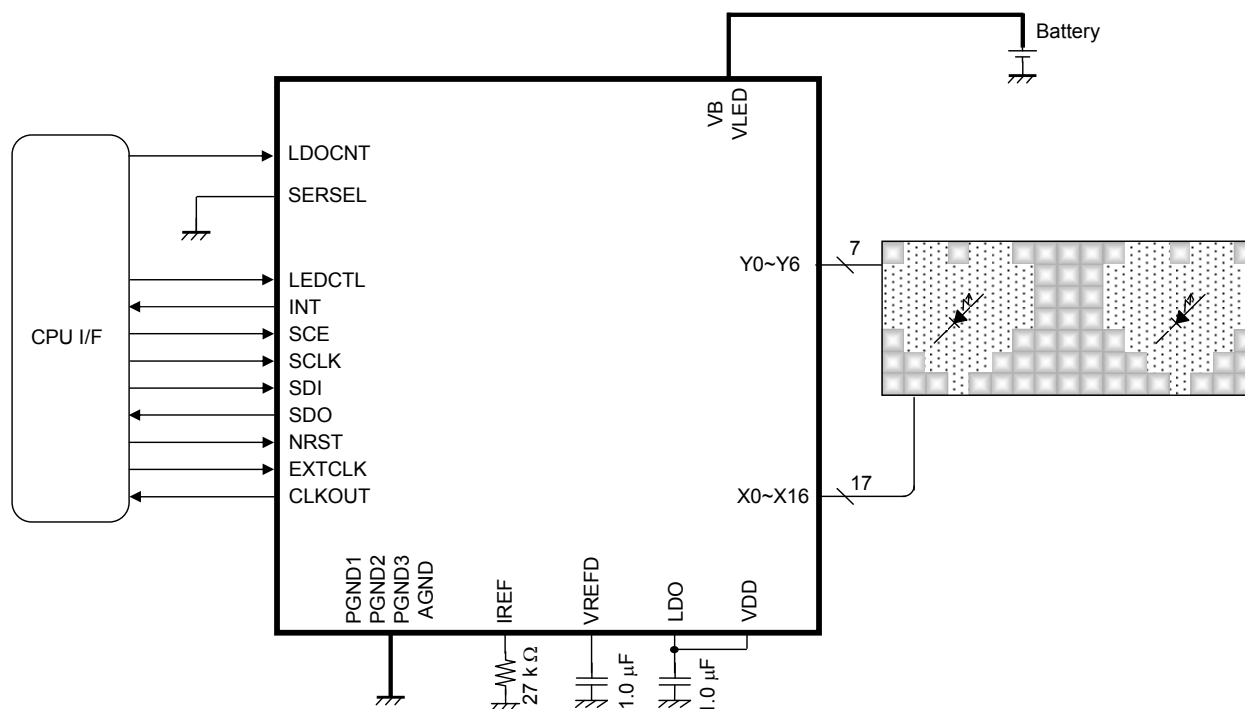 Battery
VB
VLED
LDOCNT
SERSEL
Y0~Y6
7
LEDCTL
INT
SCE
CPU I/F
SCLK
SDI
SDO
NRST
EXTCLK
CLKOUT
X0~X16
17
PGND1
PGND2
PGND3
AGND
IREF
VREFD
LDO
VDD
27 k Ω
1.0 μF
1.0 μF